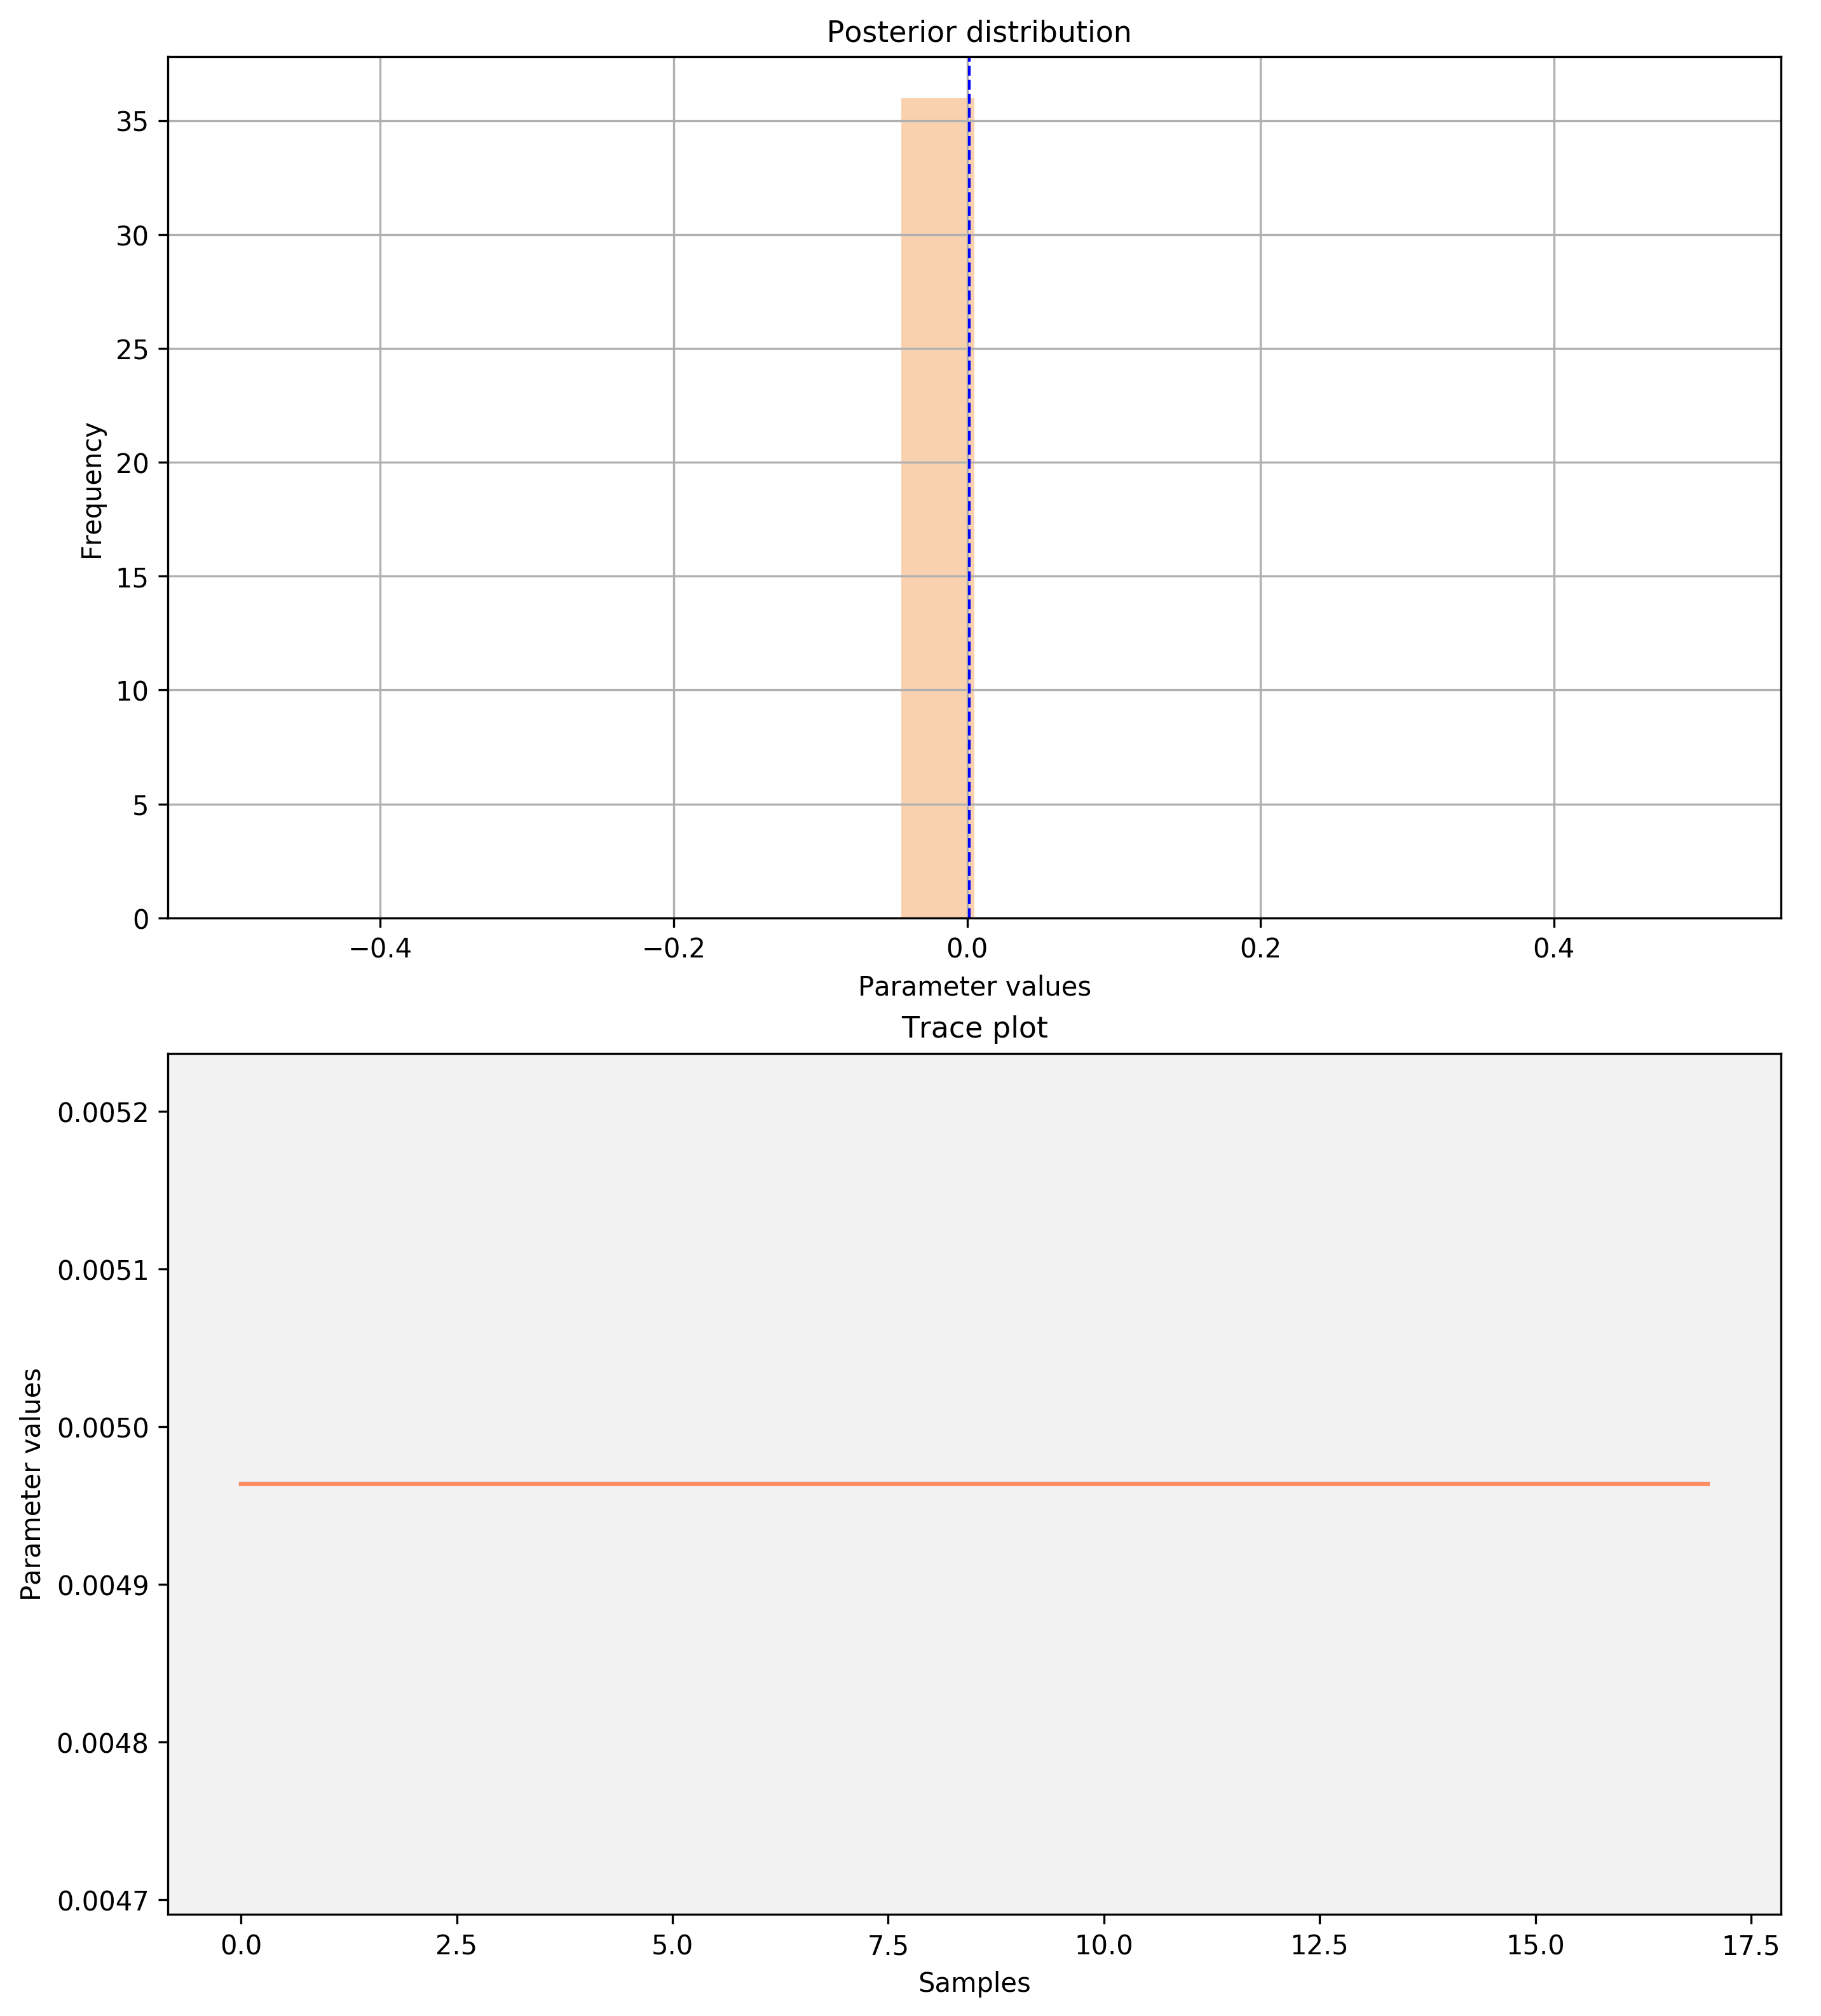 Posterior distribution
35
30
25
20
15
10
5
0
Frequency
−0.4 −0.2 0.0 0.2 0.4
Parameter values
Trace plot
0.0052
0.0051
0.0050
0.0049
0.0048
0.0047
Parameter values
0.0 2.5 5.0 7.5 10.0 12.5 15.0 17.5
Samples